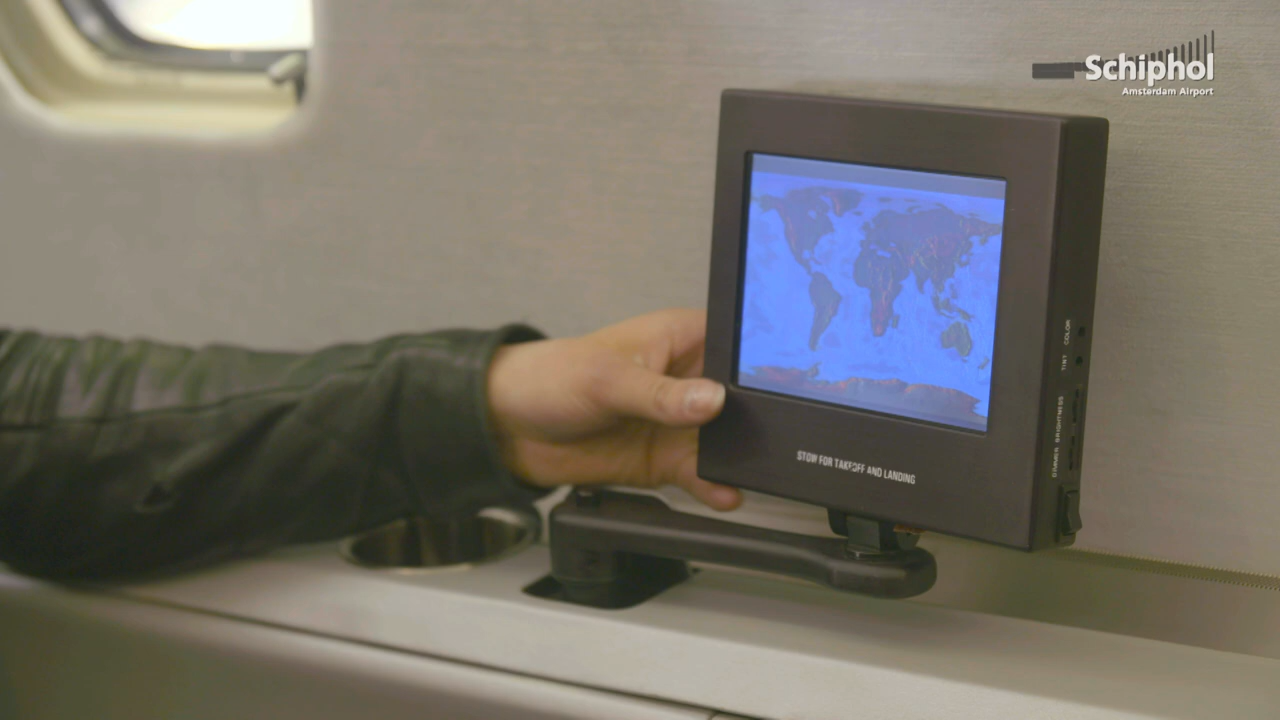 Schiphol
Amsterdam Airport
COLOR
TINT
BRIGHTNESS
DIMMER
STOW FOR TAKEOFF AND LANDING